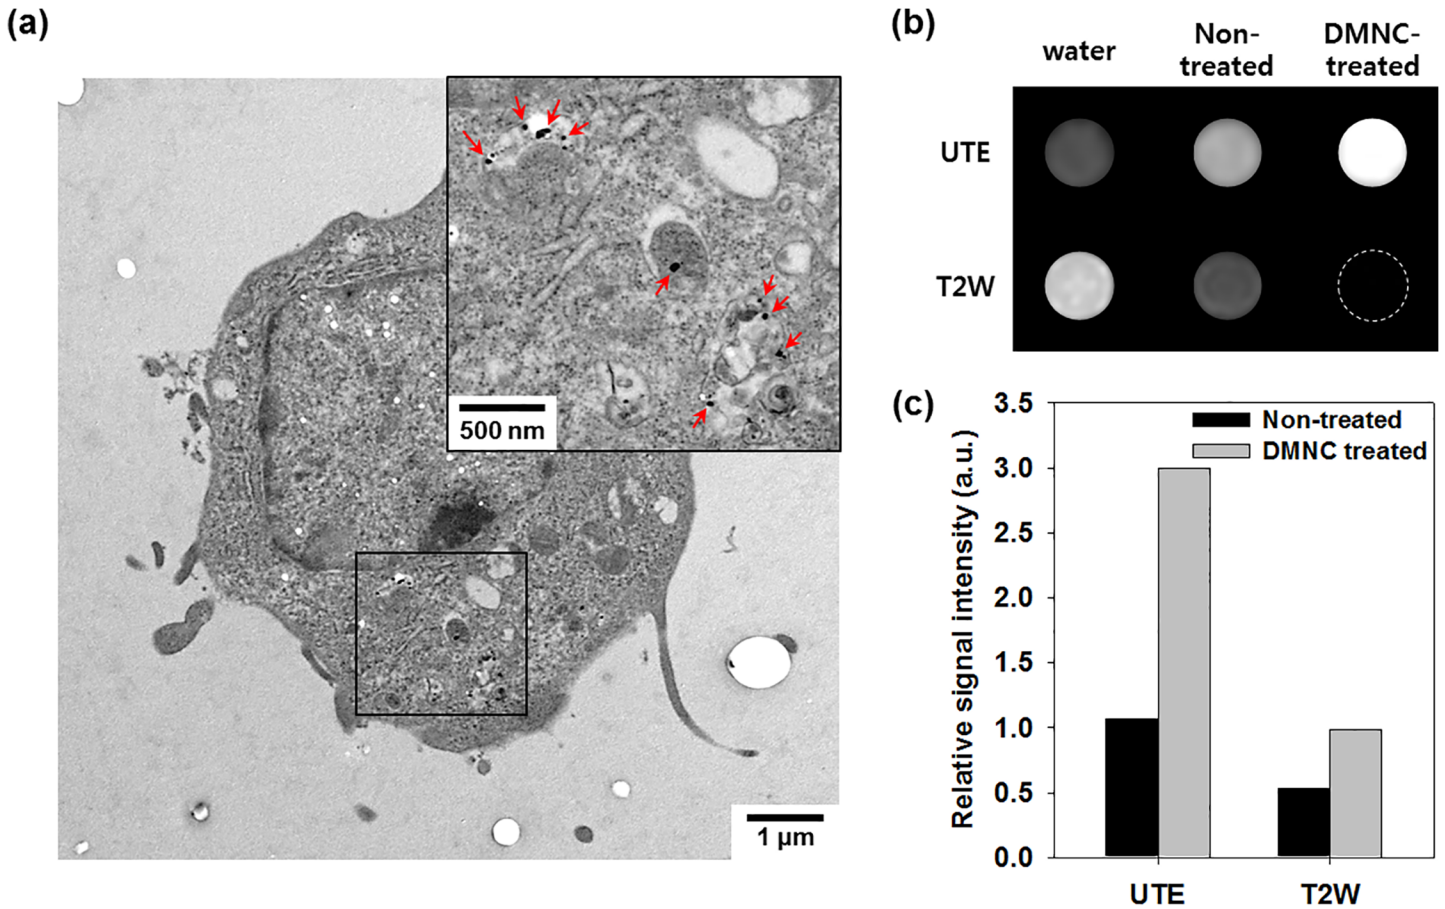 (a)
500 nm
1 µm
(b)
water
Non-
treated
DMNC-
treated
UTE
T2W
(c)
Relative signal intensity (a.u.)
3.5
3.0
2.5
2.0
1.5
1.0
0.5
0.0
Non-treated
DMNC treated
UTE
T2W